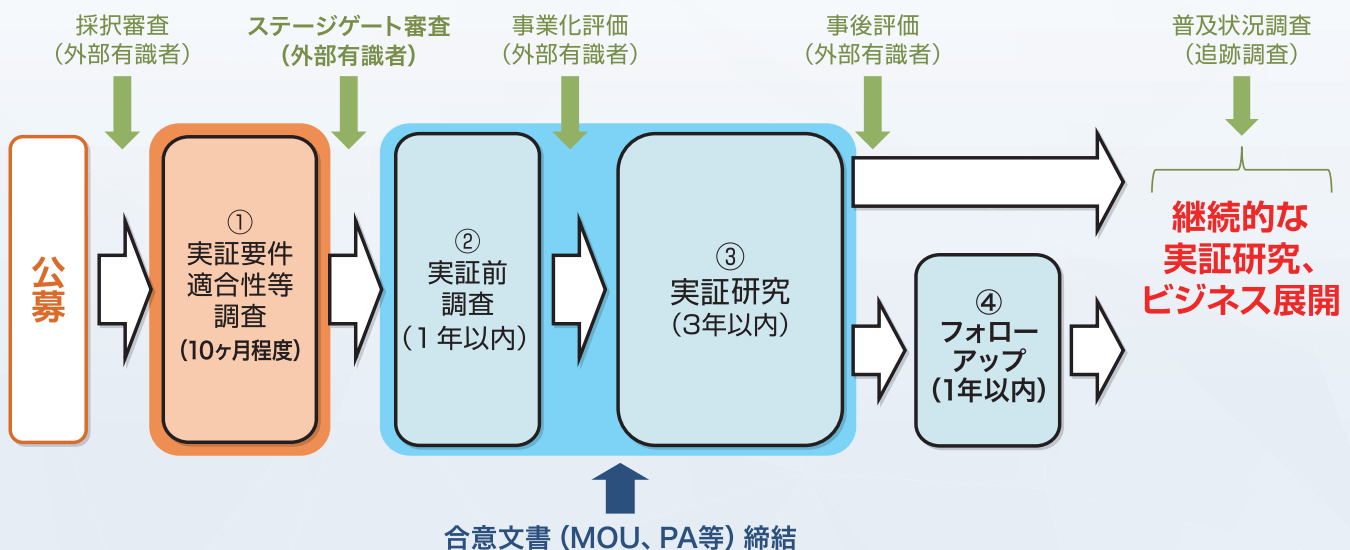 採択審査
（外部有識者）
ステージゲート審査
（外部有識者）
事業化評価
（外部有識者）
事後評価
（外部有識者）
普及状況調査
（追跡調査）
公
募
①
実証要件
適合性等
調査
（10ヶ月程度）
②
実証前
調査
（1年以内）
③
実証研究
（3年以内）
④
フォロー
アップ
（1年以内）
継続的な
実証研究、
ビジネス展開
合意文書（MOU、PA等）締結